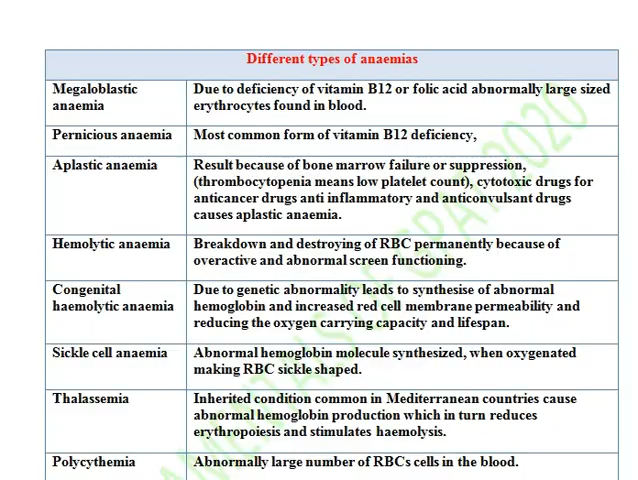 Different types of anaemias
Megaloblastic
anaemia
Due to deficiency of vitamin B12 or folic acid abnormally large sized
erythrocytes found in blood.
Pernicious anaemia
Most common form of vitamin B12 deficiency,
Aplastic anaemia
Result because of bone marrow failure or suppression,
(thrombocytopenia means low platelet count), cytotoxic drugs for
anticancer drugs anti inflammatory and anticonvulsant drugs
causes aplastic anaemia.
Hemolytic anaemia
Breakdown and destroying of RBC permanently because of
overactive and abnormal screen functioning.
Congenital
haemolytic anaemia
Due to genetic abnormality leads to synthesise of abnormal
hemoglobin and increased red cell membrane permeability and
reducing the oxygen carrying capacity and lifespan.
Sickle cell anaemia
Abnormal hemoglobin molecule synthesized, when oxygenated
making RBC sickle shaped.
Thalassemia
Inherited condition common in Mediterranean countries cause
abnormal hemoglobin production which in turn reduces
erythropoiesis and stimulates haemolysis.
Polycythemia
Abnormally large number of RBCs cells in the blood.
AMENTALS OF GPAT 2020